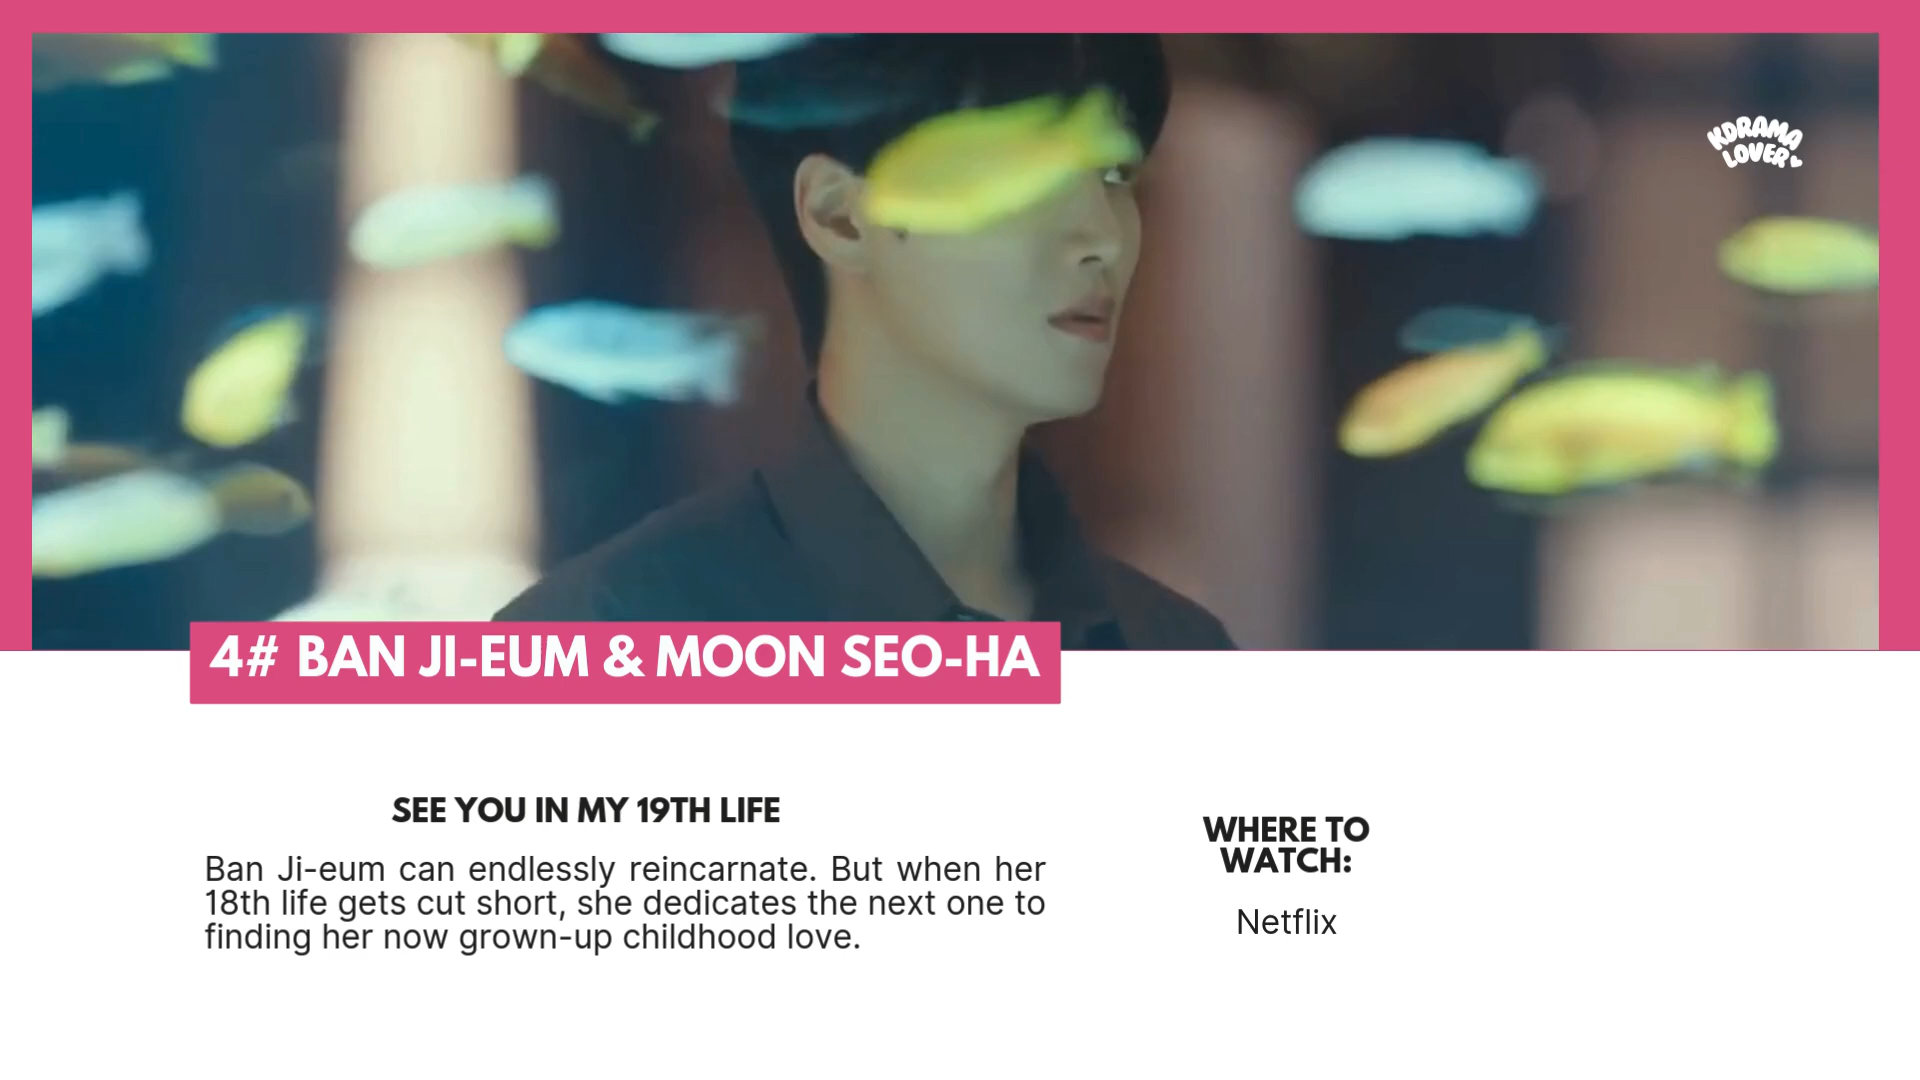 KDRAMA
LOVER
4# BAN JI-EUM & MOON SEO-HA
SEE YOU IN MY 19TH LIFE
Ban Ji-eum can endlessly reincarnate. But when her
18th life gets cut short, she dedicates the next one to
finding her now grown-up childhood love.
WHERE TO
WATCH:
Netflix